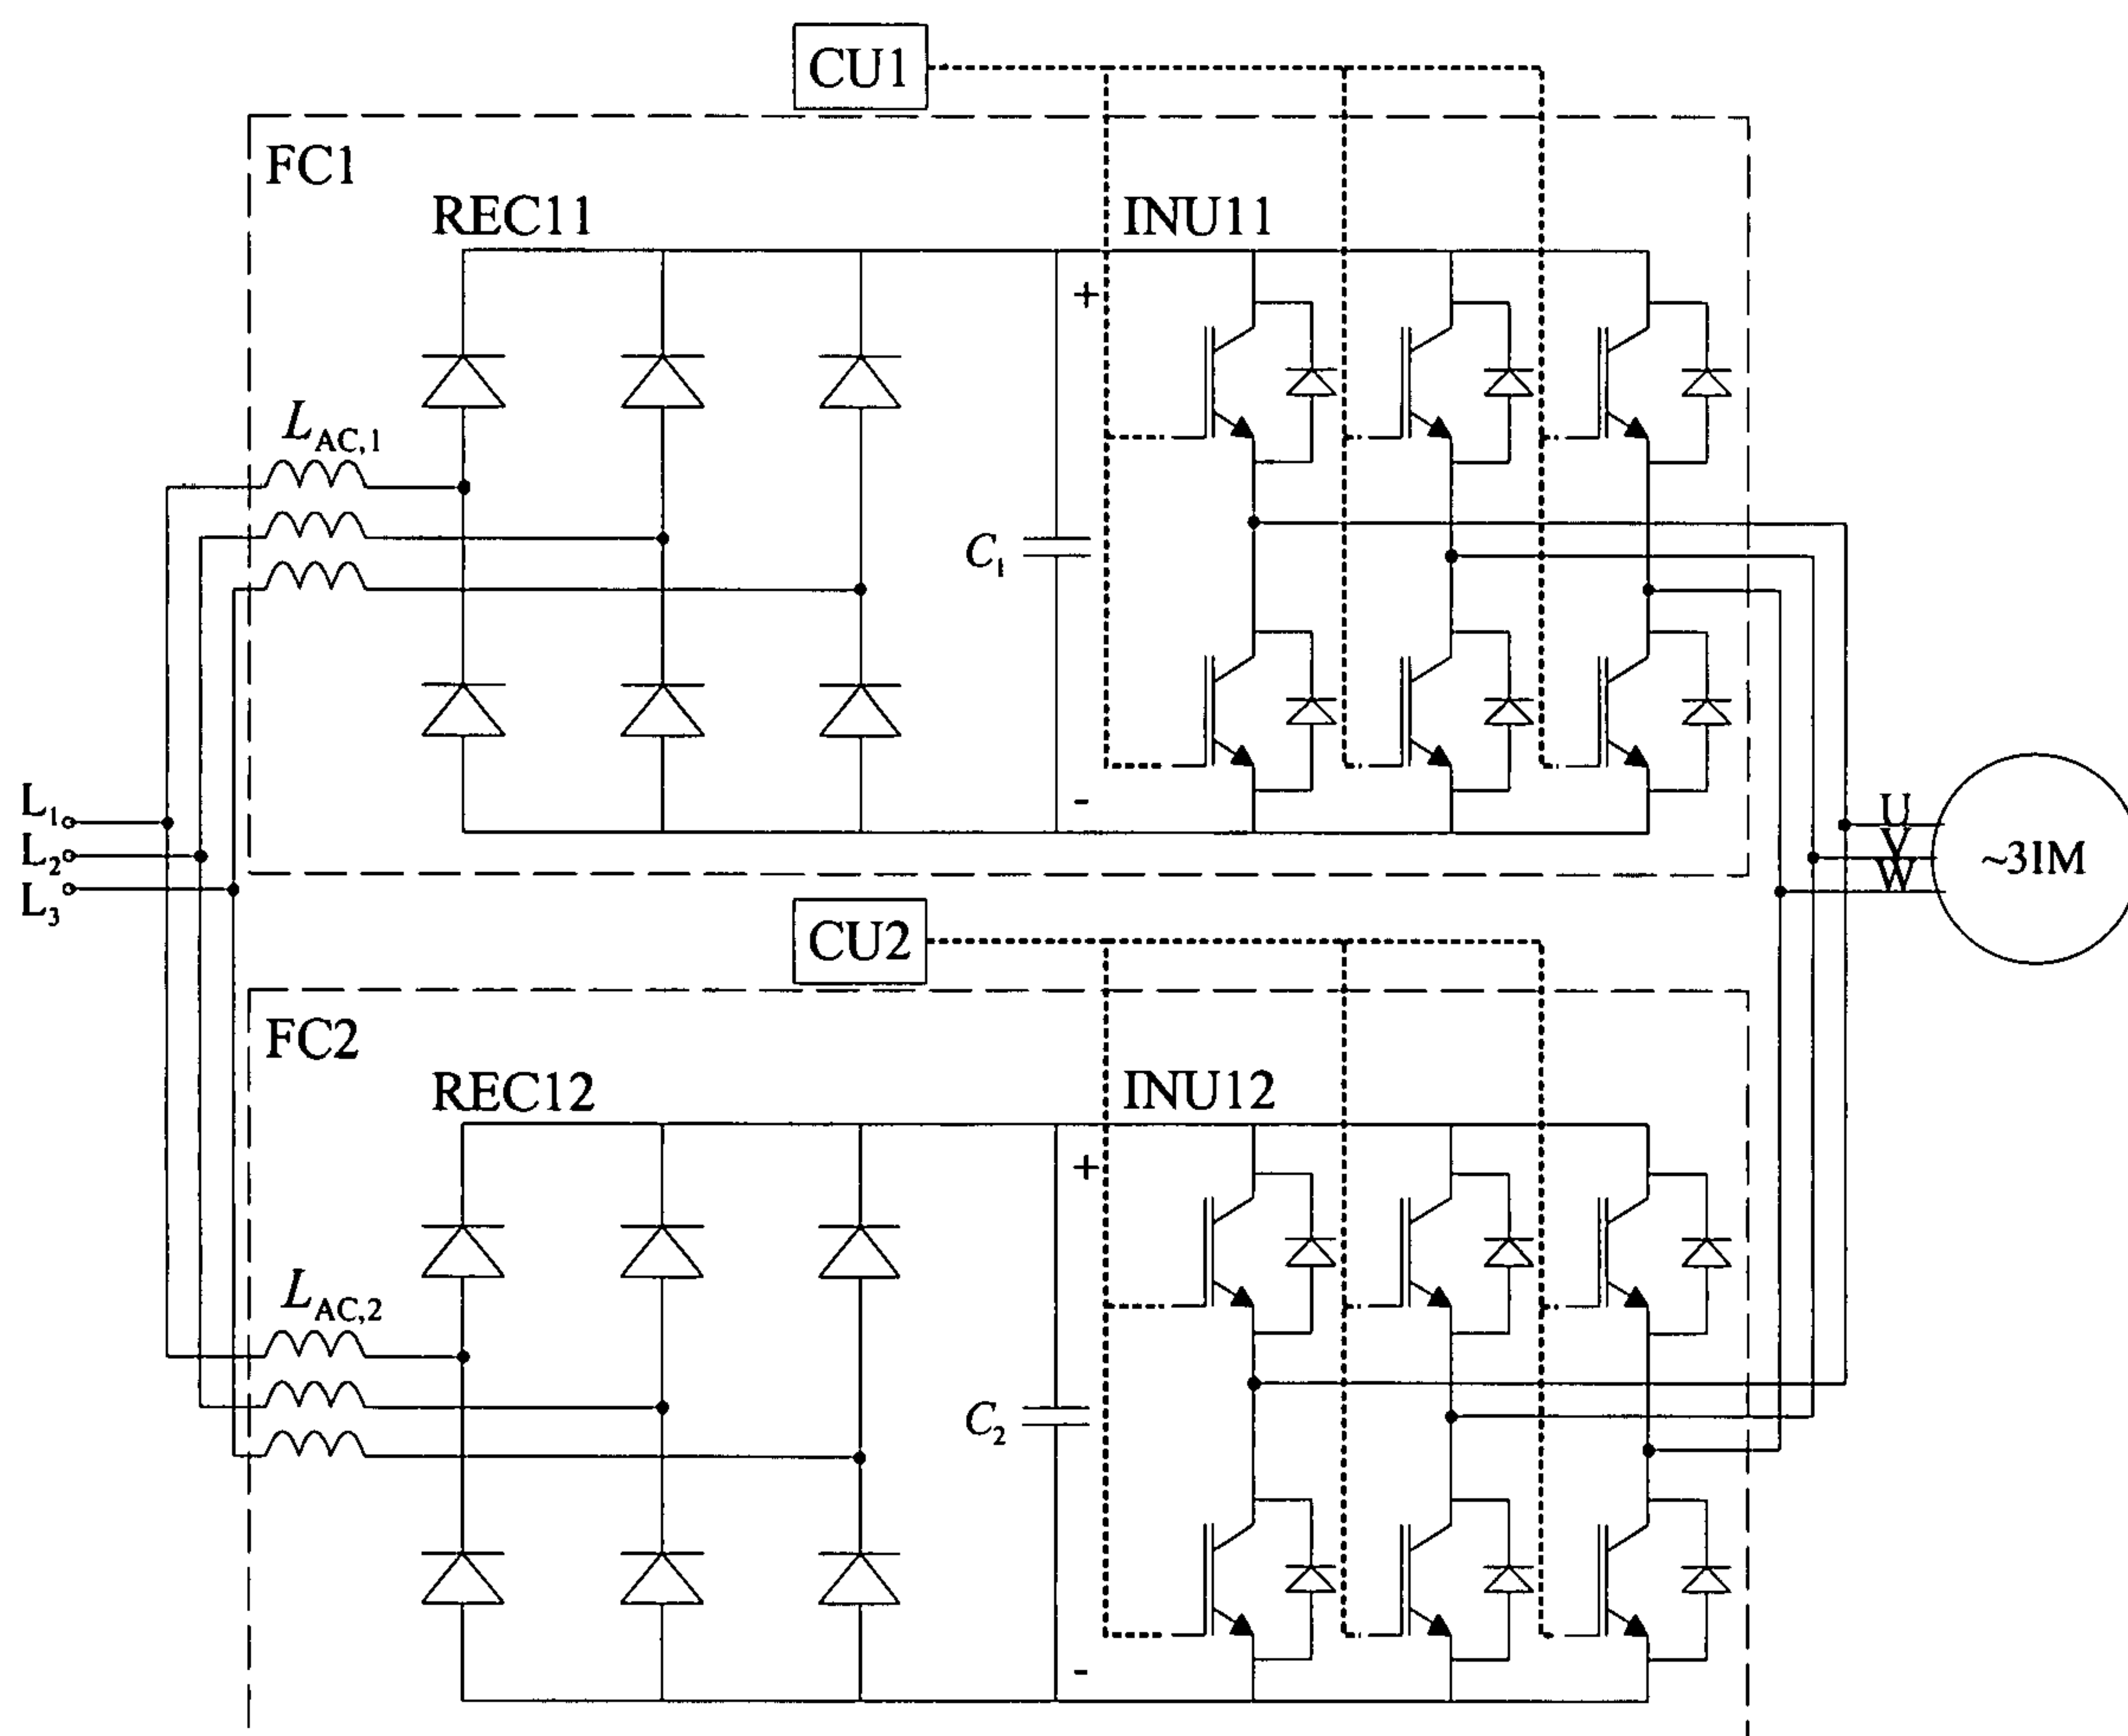 CU1
FC1
REC11
INU11
+
L_AC,1
C_1
-
L_1
L_2
L_3
U
V
W
~3IM
CU2
FC2
REC12
INU12
+
L_AC,2
C_2
-